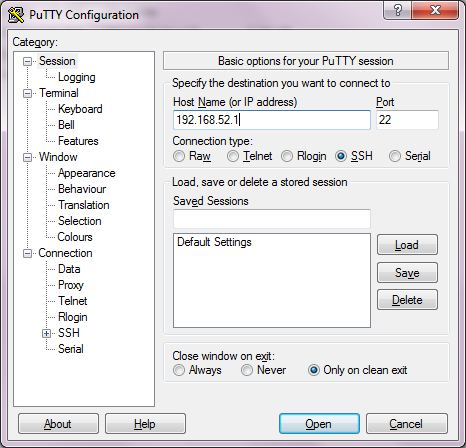 PuTTY Configuration
Category:
Session
Logging
Terminal
Keyboard
Bell
Features
Window
Appearance
Behaviour
Translation
Selection
Colours
Connection
Data
Proxy
Telnet
Rlogin
SSH
Serial
Basic options for your PuTTY session
Specify the destination you want to connect to
Host Name (or IP address) Port
192.168.52.1 22
Connection type:
Raw Telnet Rlogin SSH Serial
Load, save or delete a stored session
Saved Sessions
Default Settings
Load
Save
Delete
Close window on exit:
Always Never Only on clean exit
About Help Open Cancel